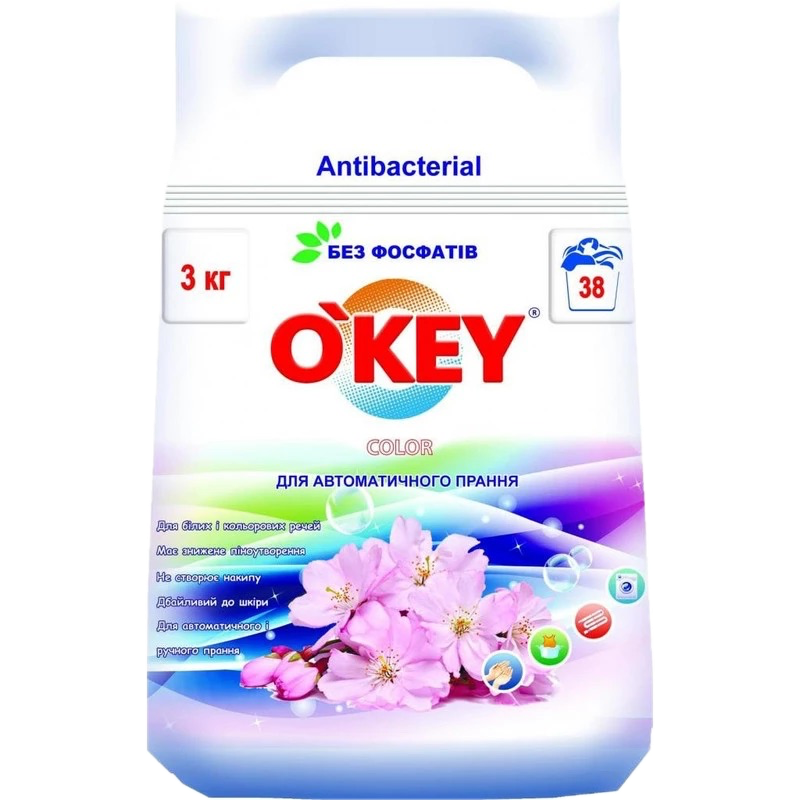 Antibacterial
БЕЗ ФОСФАТІВ
3 кг
38
O`KEY®
COLOR
ДЛЯ АВТОМАТИЧНОГО ПРАННЯ
Для білих і кольорових речей
Має знижене піноутворення
Не створює накипу
Дбайливий до шкіри
Для автоматичного і
ручного прання